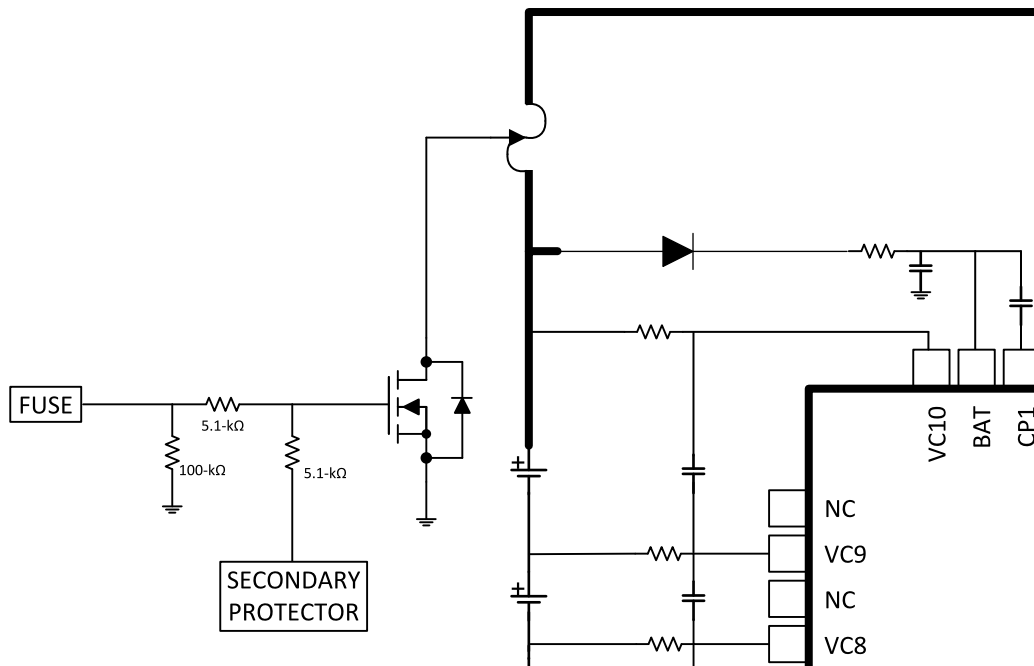 VC10
BAT
CP1
FUSE
5.1-kΩ
100-kΩ
5.1-kΩ
+
NC
VC9
SECONDARY
PROTECTOR
+
NC
VC8